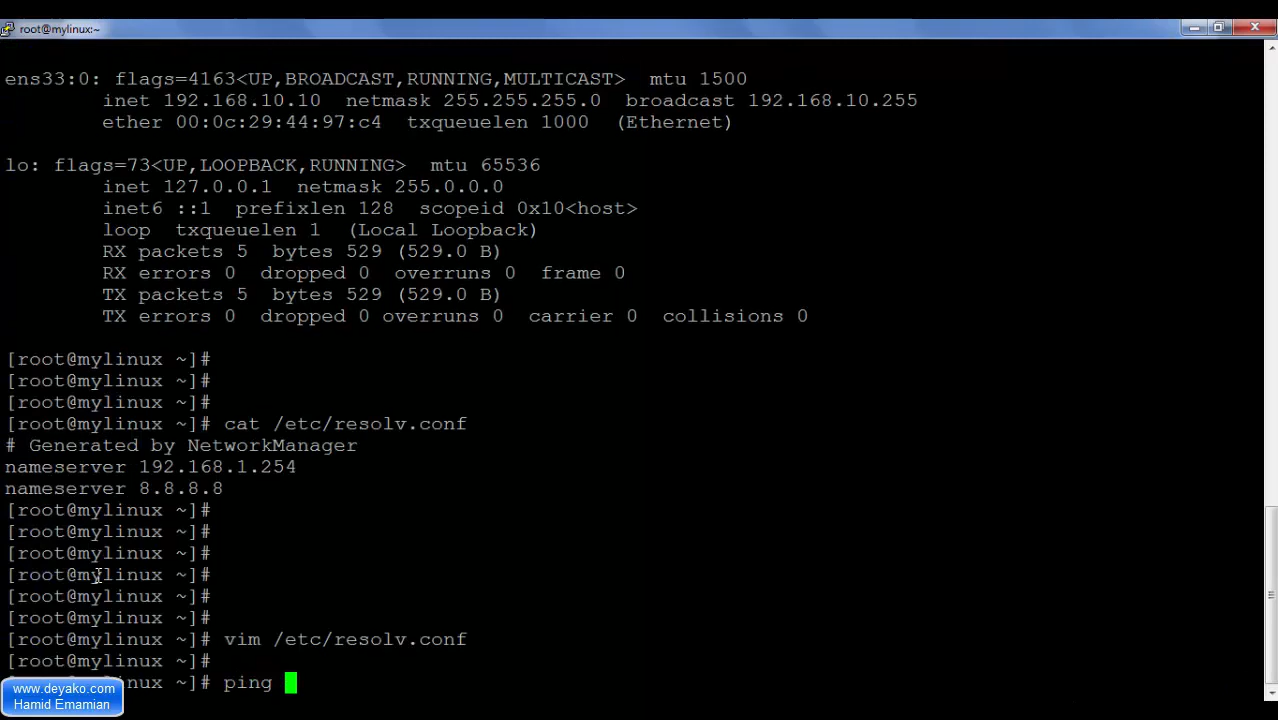 root@mylinux:~
ens33:0: flags=4163<UP,BROADCAST,RUNNING,MULTICAST>  mtu 1500
        inet 192.168.10.10  netmask 255.255.255.0  broadcast 192.168.10.255
        ether 00:0c:29:44:97:c4  txqueuelen 1000  (Ethernet)
lo: flags=73<UP,LOOPBACK,RUNNING>  mtu 65536
        inet 127.0.0.1  netmask 255.0.0.0
        inet6 ::1  prefixlen 128  scopeid 0x10<host>
        loop  txqueuelen 1  (Local Loopback)
        RX packets 5  bytes 529 (529.0 B)
        RX errors 0  dropped 0  overruns 0  frame 0
        TX packets 5  bytes 529 (529.0 B)
        TX errors 0  dropped 0 overruns 0  carrier 0  collisions 0
[root@mylinux ~]#
[root@mylinux ~]#
[root@mylinux ~]#
[root@mylinux ~]# cat /etc/resolv.conf
# Generated by NetworkManager
nameserver 192.168.1.254
nameserver 8.8.8.8
[root@mylinux ~]#
[root@mylinux ~]#
[root@mylinux ~]#
[root@mylinux ~]#
[root@mylinux ~]#
[root@mylinux ~]#
[root@mylinux ~]# vim /etc/resolv.conf
[root@mylinux ~]#
inux ~]# ping
www.deyako.com
Hamid Emamian